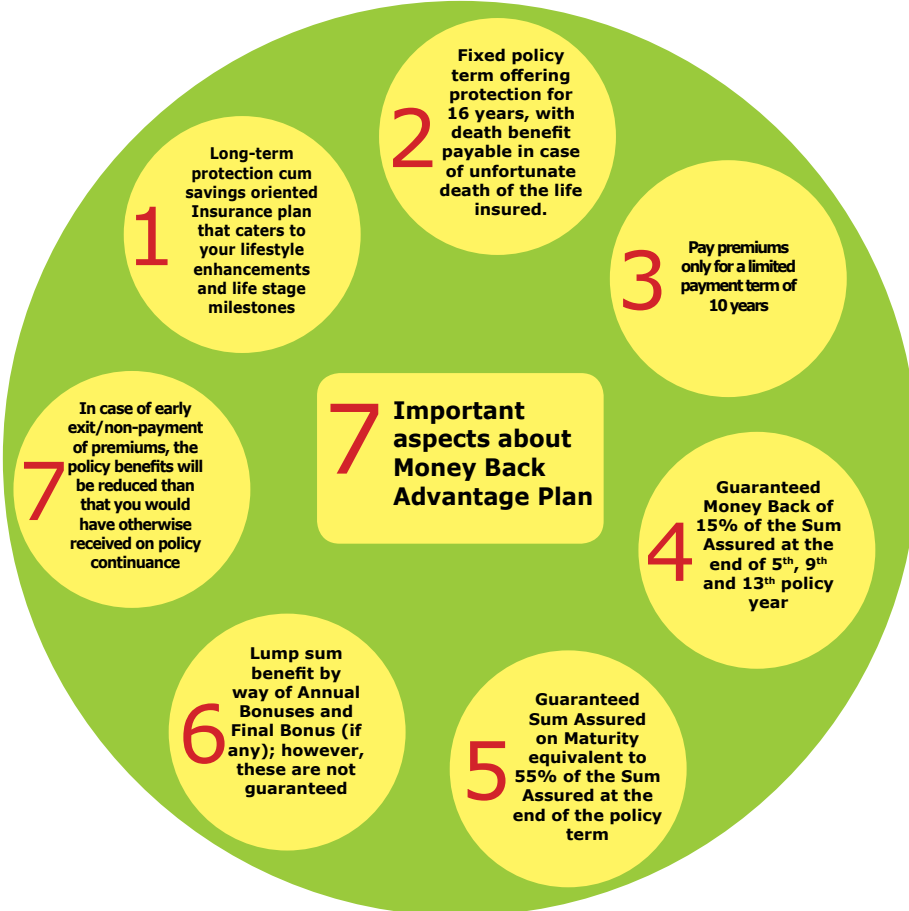 7
Important
aspects about
Money Back
Advantage Plan
1
Long-term
protection cum
savings oriented
Insurance plan
that caters to
your lifestyle
enhancements
and life stage
milestones
2
Fixed policy
term offering
protection for
16 years, with
death benefit
payable in case
of unfortunate
death of the life
insured.
3
Pay premiums
only for a limited
payment term of
10 years
4
Guaranteed
Money Back of
15% of the Sum
Assured at the
end of 5th, 9th
and 13th policy
year
5
Guaranteed
Sum Assured
on Maturity
equivalent to
55% of the Sum
Assured at the
end of the policy
term
6
Lump sum
benefit by
way of Annual
Bonuses and
Final Bonus (if
any); however,
these are not
guaranteed
7
In case of early
exit/non-payment
of premiums, the
policy benefits will
be reduced than
that you would
have otherwise
received on policy
continuance